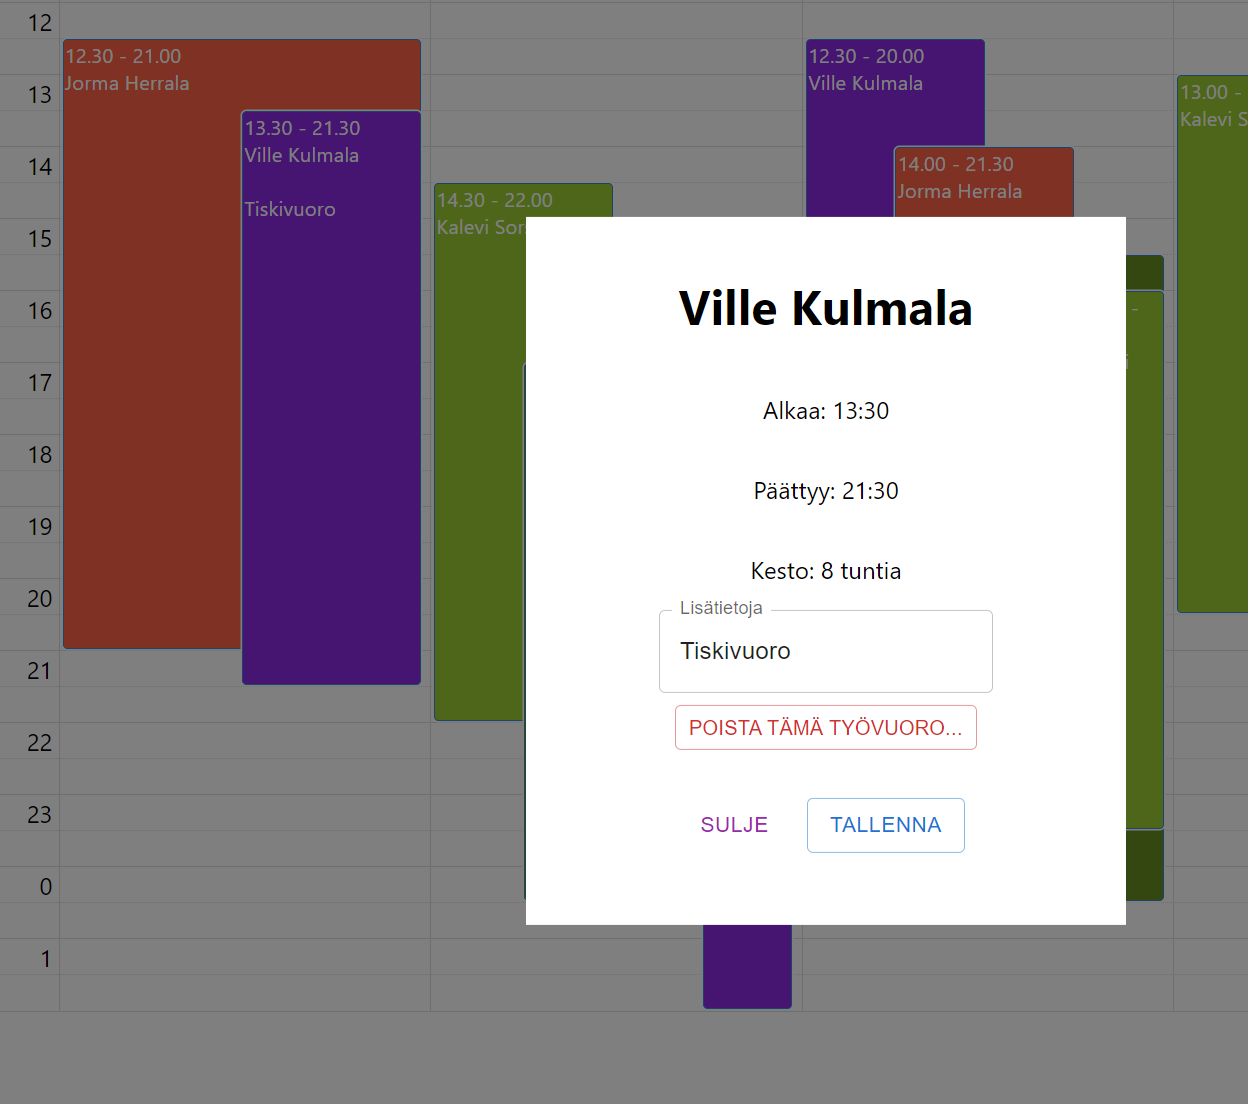 12
13
14
15
16
17
18
19
20
21
22
23
0
1
12.30 - 21.00
Jorma Herrala
13.30 - 21.30
Ville Kulmala
Tiskivuoro
14.30 - 22.00
Kalevi
12.30 - 20.00
Ville Kulmala
14.00 - 21.30
Jorma Herrala
13.00 -
Kalevi
Ville Kulmala
Alkaa: 13:30
Päättyy: 21:30
Kesto: 8 tuntia
Lisätietoja
Tiskivuoro
POISTA TÄMÄ TYÖVUORO...
SULJE
TALLENNA